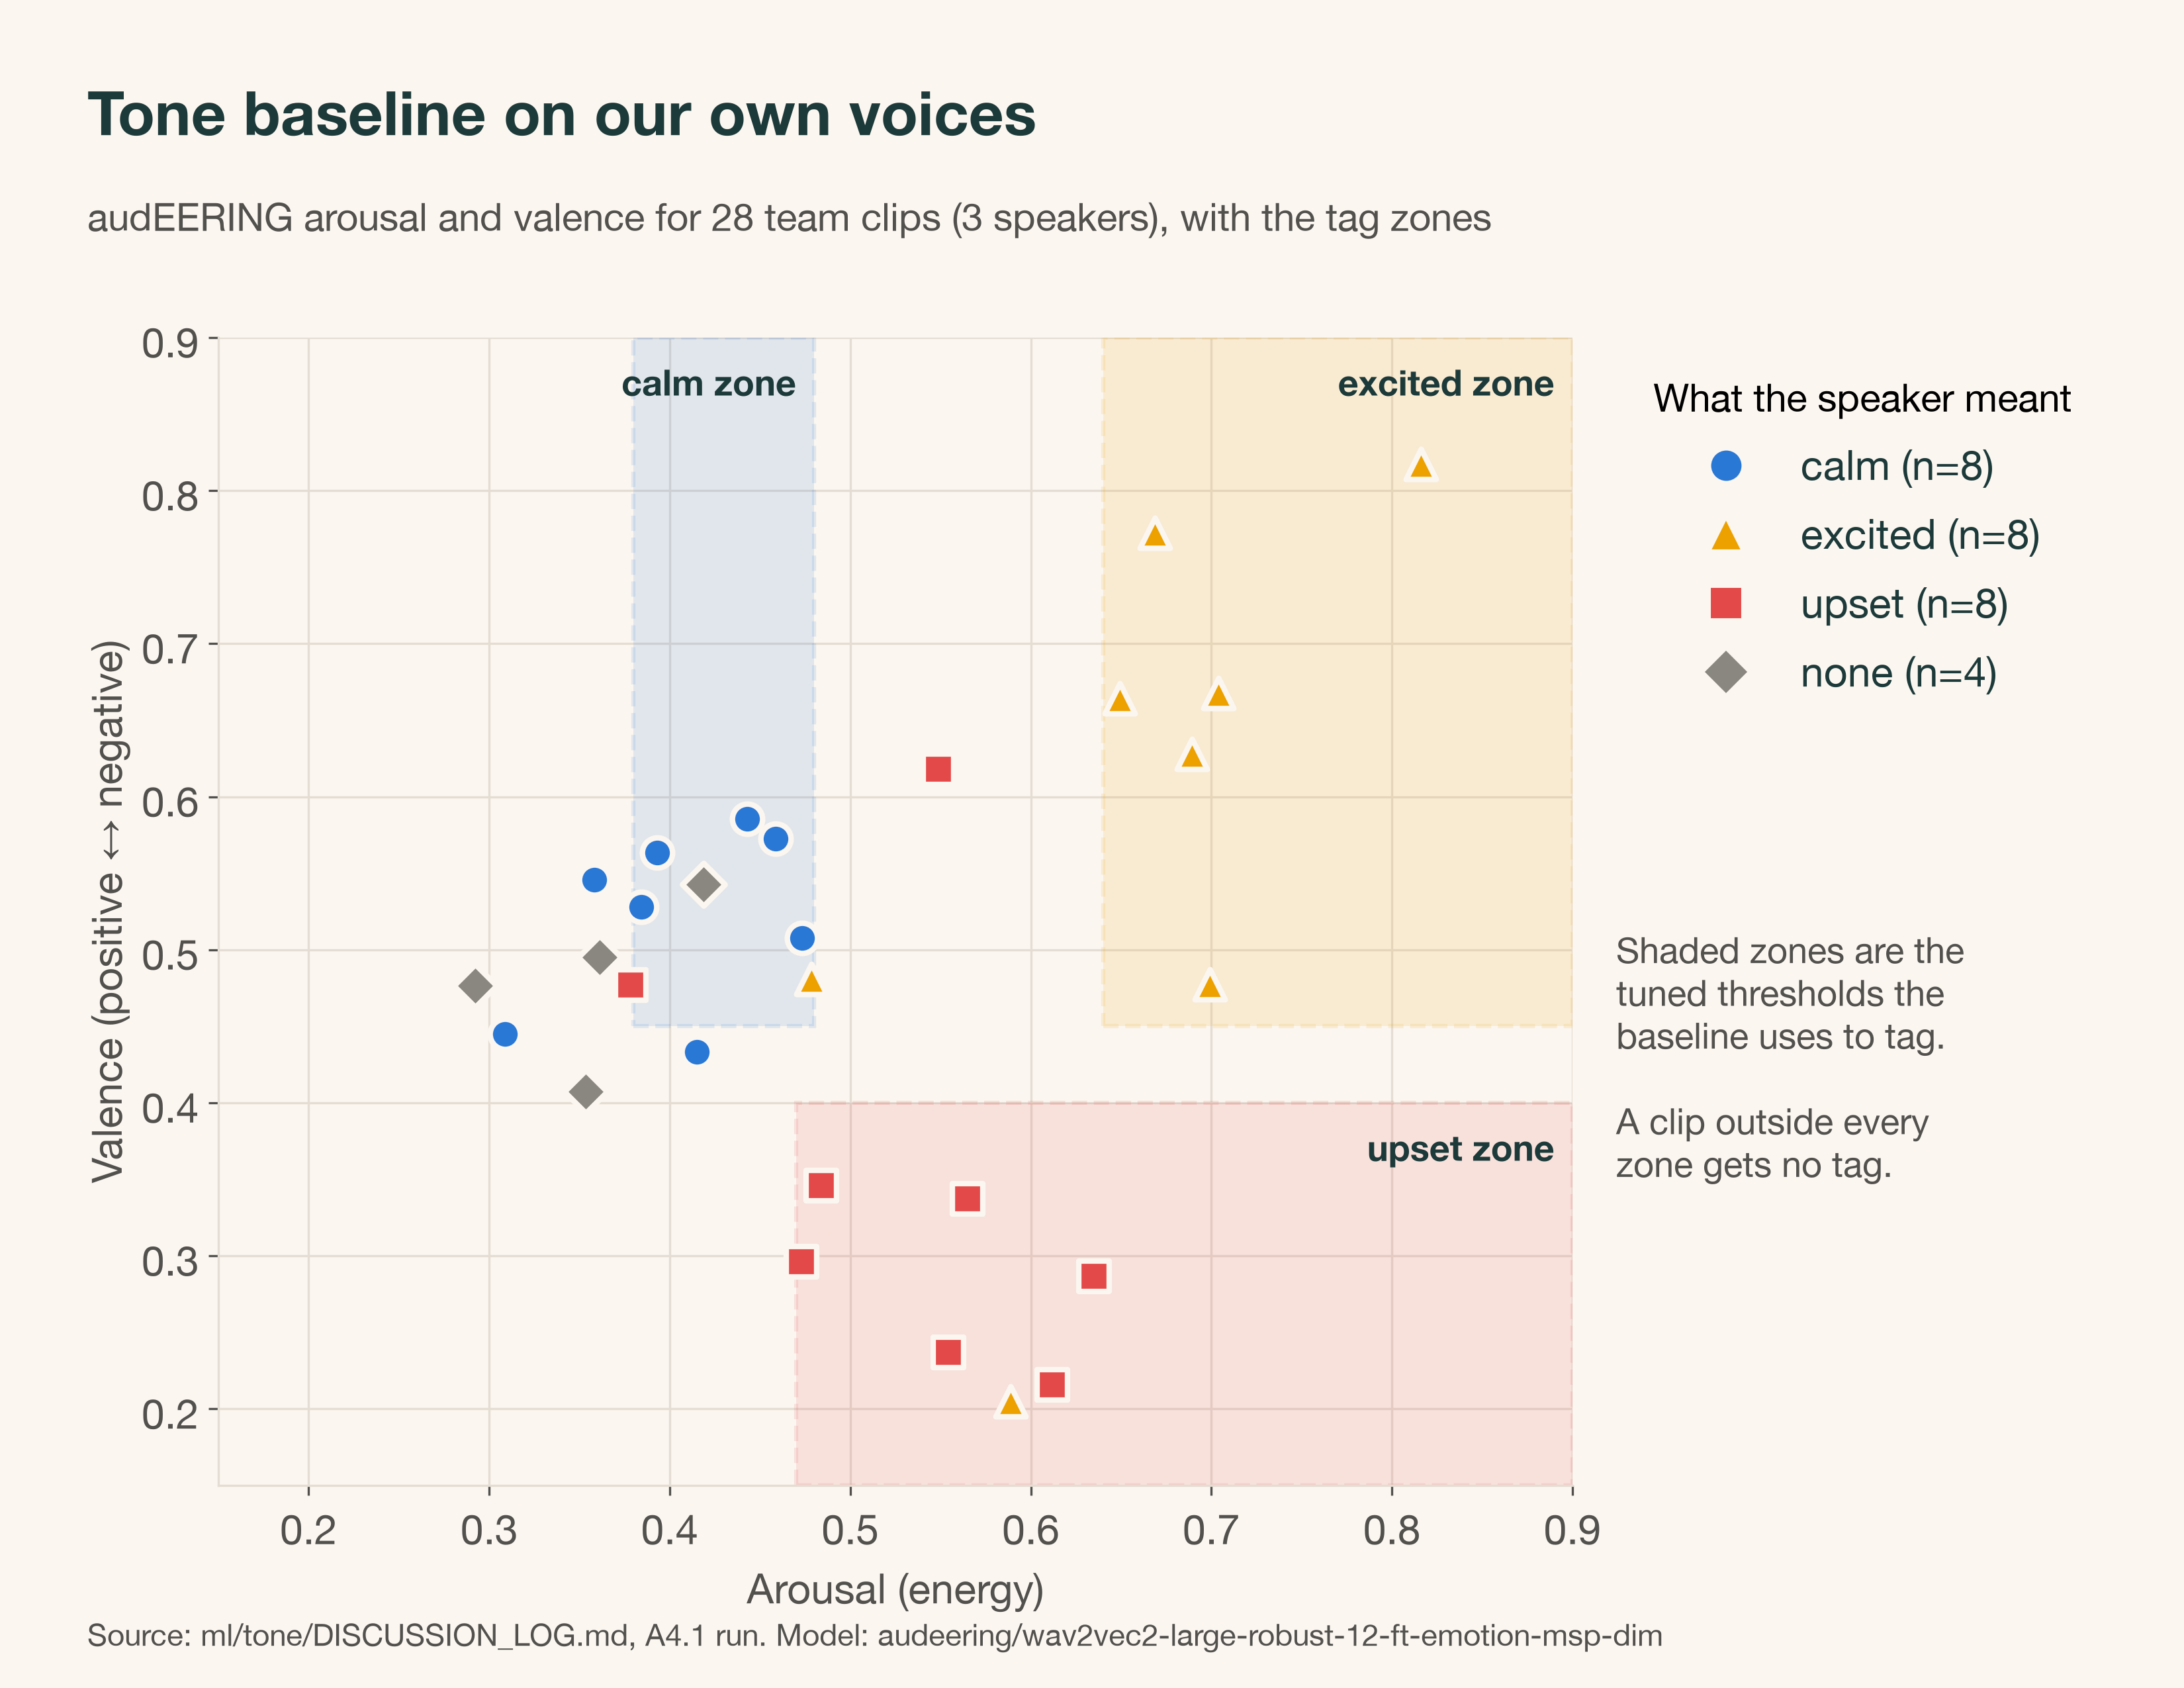 Tone baseline on our own voices
audEERING arousal and valence for 28 team clips (3 speakers), with the tag zones
0.9
0.8
0.7
0.6
0.5
0.4
0.3
0.2
Valence (positive ↔ negative)
calm zone
excited zone
upset zone
0.2 0.3 0.4 0.5 0.6 0.7 0.8 0.9
Arousal (energy)
What the speaker meant
calm (n=8)
excited (n=8)
upset (n=8)
none (n=4)
Shaded zones are the
tuned thresholds the
baseline uses to tag.
A clip outside every
zone gets no tag.
Source: ml/tone/DISCUSSION_LOG.md, A4.1 run. Model: audeering/wav2vec2-large-robust-12-ft-emotion-msp-dim